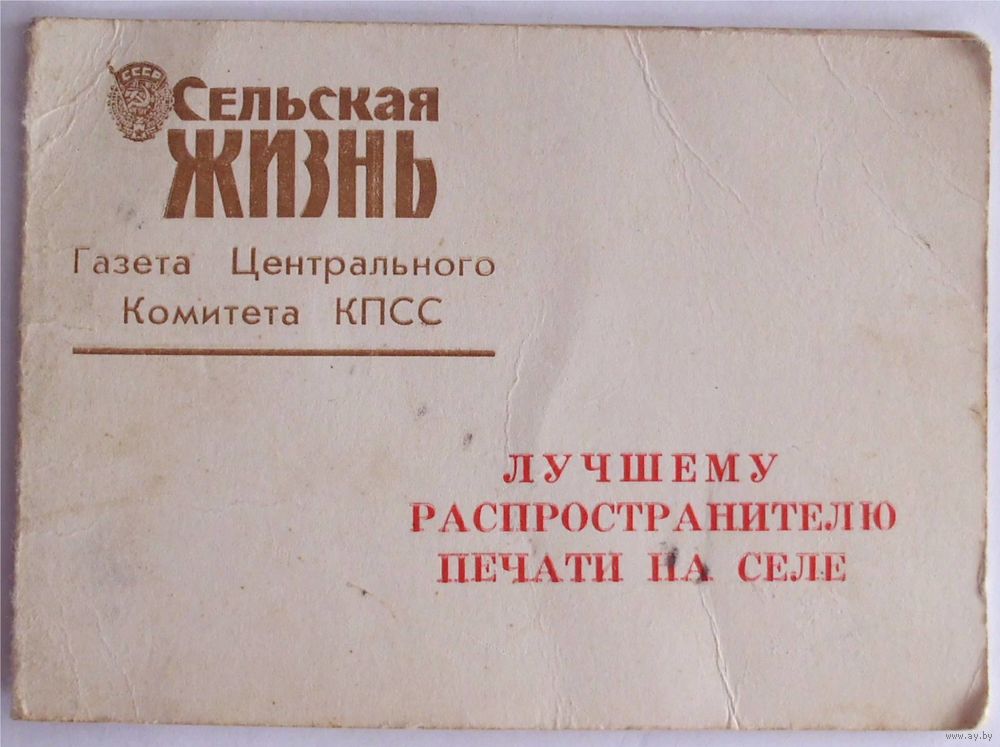 СССР
Сельская
ЖИЗНЬ
Газета Центрального
Комитета КПСС
ЛУЧШЕМУ
РАСПРОСТРАНИТЕЛЮ
ПЕЧАТИ НА СЕЛЕ
www.ay.by